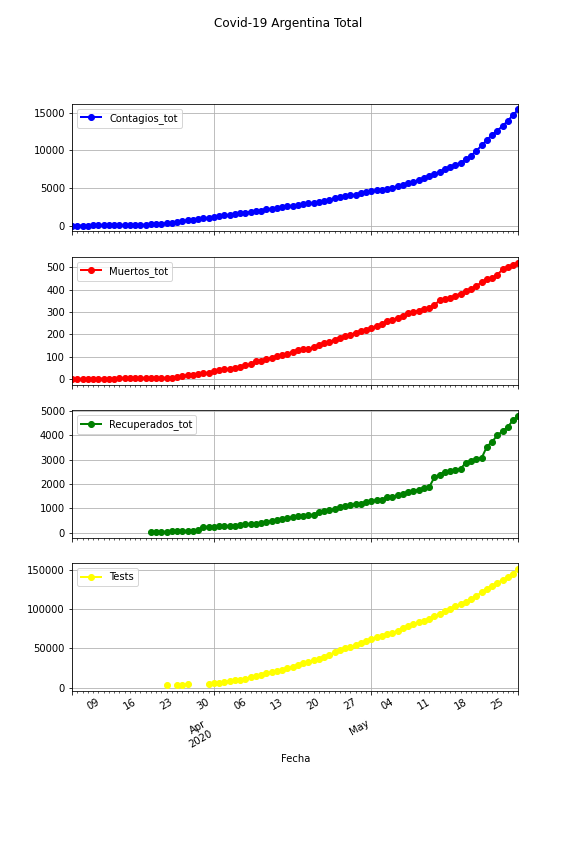 Covid-19 Argentina Total
15000
10000
5000
0
Contagios_tot
500
400
300
200
100
0
Muertos_tot
5000
4000
3000
2000
1000
0
Recuperados_tot
150000
100000
50000
0
Tests
09 16 23 30 06 13 20 27 04 11 18 25
Apr May
2020
Fecha